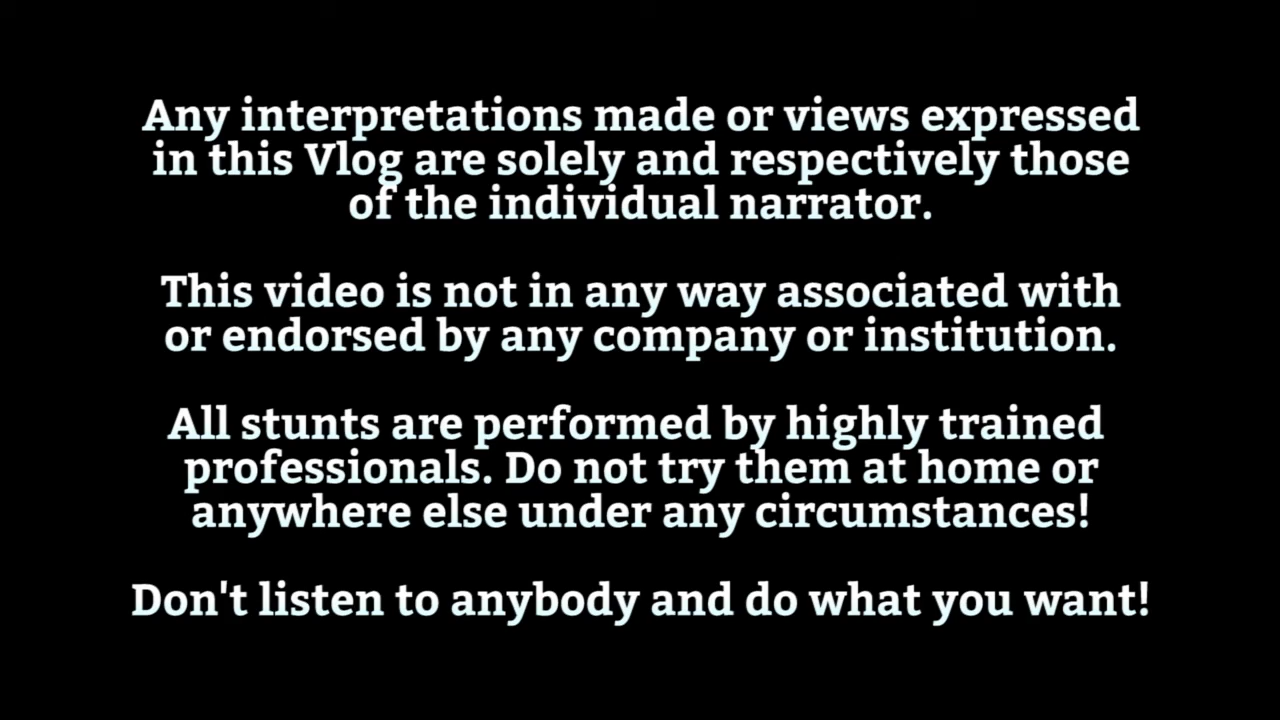 Any interpretations made or views expressed
in this Vlog are solely and respectively those
of the individual narrator.
This video is not in any way associated with
or endorsed by any company or institution.
All stunts are performed by highly trained
professionals. Do not try them at home or
anywhere else under any circumstances!
Don't listen to anybody and do what you want!